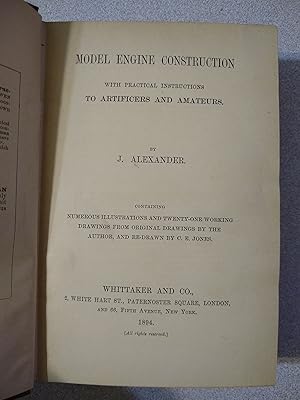 MODEL ENGINE CONSTRUCTION
WITH PRACTICAL INSTRUCTIONS
TO ARTIFICERS AND AMATEURS.
BY
J. ALEXANDER.
CONTAINING
NUMEROUS ILLUSTRATIONS AND TWENTY-ONE WORKING
DRAWINGS FROM ORIGINAL DRAWINGS BY THE
AUTHOR, AND RE-DRAWN BY C. E. JONES.
WHITTAKER AND CO.,
2, WHITE HART ST., PATERNOSTER SQUARE, LONDON,
AND 66, FIFTH AVENUE, NEW YORK.
1894.
[All rights reserved.]